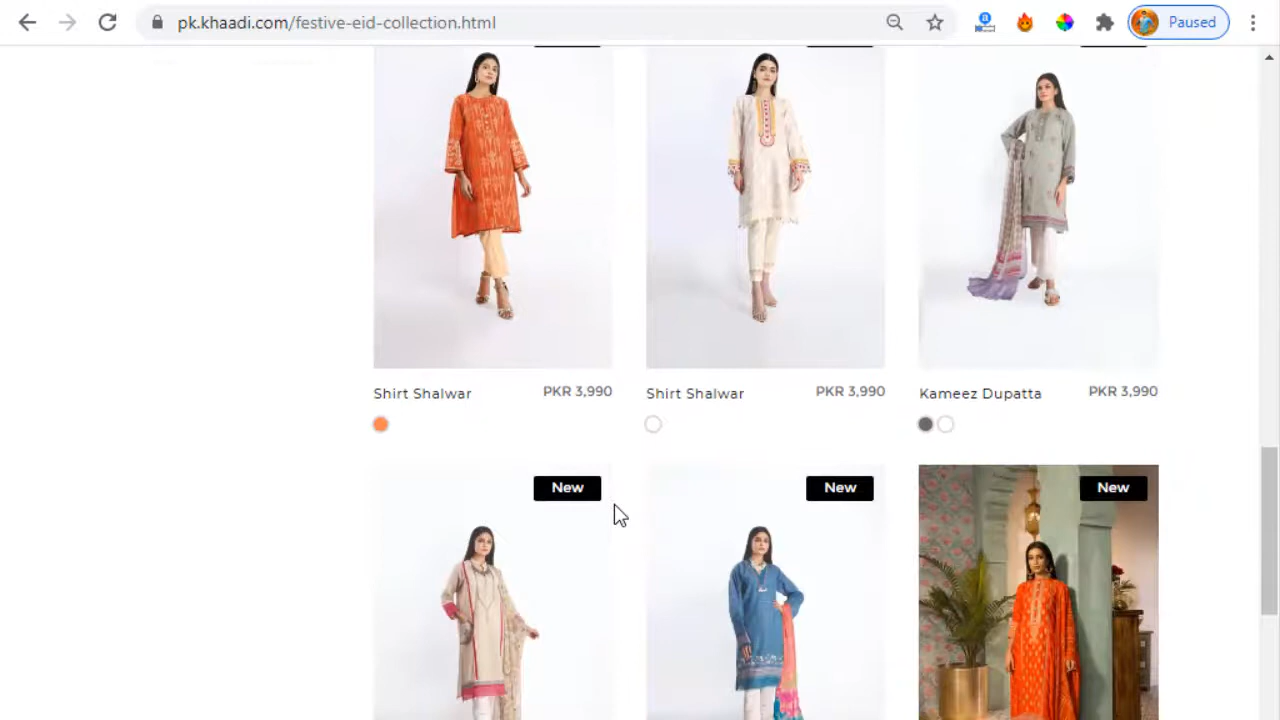 pk.khaadi.com/festive-eid-collection.html
Paused
Shirt Shalwar PKR 3,990
Shirt Shalwar PKR 3,990
Kameez Dupatta PKR 3,990
New
New
New